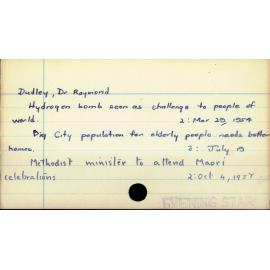 Dudley, Dr Raymond
Hydrogen bomb seen as challenge to people of
world. 2: Mar 29, 1954
Big City population for elderly people needs better
homes. 2: July 19
Methodist minister to attend Maori
celebrations 2: Oct 4, 1957
EVENING STAR